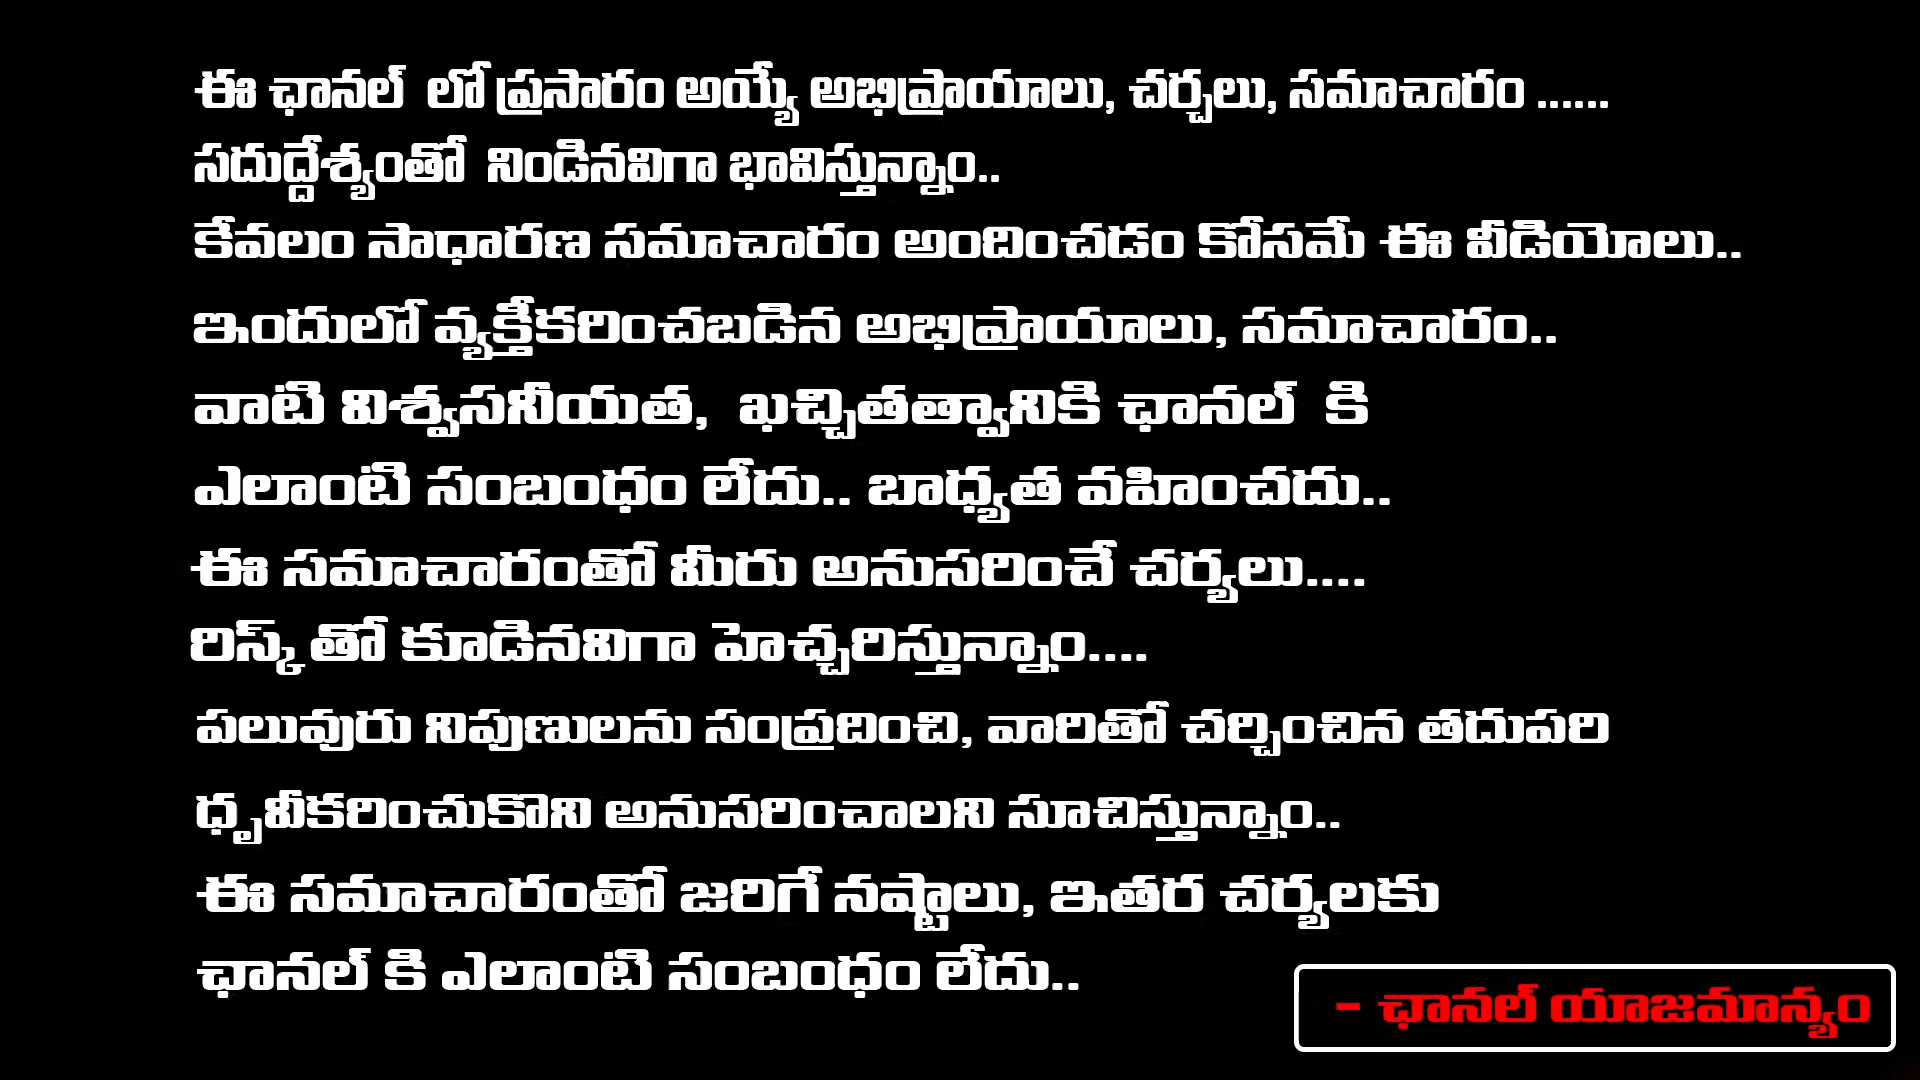 ఈ ఛానల్ లో ప్రసారం అయ్యే అభిప్రాయాలు, చర్చలు, సమాచారం ......
సదుద్దేశ్యంతో నిండినవిగా భావిస్తున్నాం..
కేవలం సాధారణ సమాచారం అందించడం కోసమే ఈ వీడియోలు..
ఇందులో వ్యక్తీకరించబడిన అభిప్రాయాలు, సమాచారం..
వాటి విశ్వసనీయత, ఖచ్చితత్వానికి ఛానల్ కి
ఎలాంటి సంబంధం లేదు.. బాధ్యత వహించదు..
ఈ సమాచారంతో మీరు అనుసరించే చర్యలు....
రిస్క్ తో కూడినవిగా హెచ్చరిస్తున్నాం....
పలువురు నిపుణులను సంప్రదించి, వారితో చర్చించిన తదుపరి
ధృవీకరించుకొని అనుసరించాలని సూచిస్తున్నాం..
ఈ సమాచారంతో జరిగే నష్టాలు, ఇతర చర్యలకు
ఛానల్ కి ఎలాంటి సంబంధం లేదు..
- ఛానల్ యాజమాన్యం